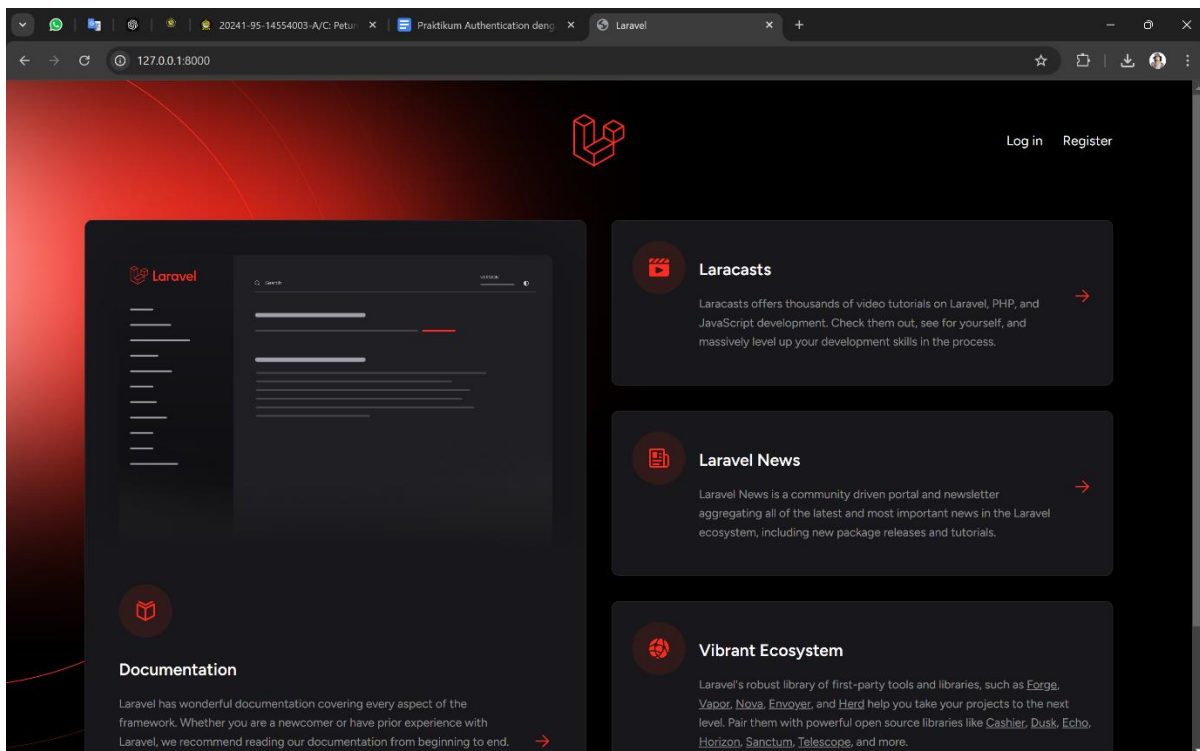 20241-95-14554003-A/C: Petun
Praktikum Authentication deng
Laravel
127.0.0.1:8000
Log in Register
Laravel
Search
VERSION
Documentation
Laravel has wonderful documentation covering every aspect of the
framework. Whether you are a newcomer or have prior experience with
Laravel, we recommend reading our documentation from beginning to end.
Laracasts
Laracasts offers thousands of video tutorials on Laravel, PHP, and
JavaScript development. Check them out, see for yourself, and
massively level up your development skills in the process.
Laravel News
Laravel News is a community driven portal and newsletter
aggregating all of the latest and most important news in the Laravel
ecosystem, including new package releases and tutorials.
Vibrant Ecosystem
Laravel's robust library of first-party tools and libraries, such as Forge,
Vapor, Nova, Envoyer, and Herd help you take your projects to the next
level. Pair them with powerful open source libraries like Cashier, Dusk, Echo,
Horizon, Sanctum, Telescope, and more.